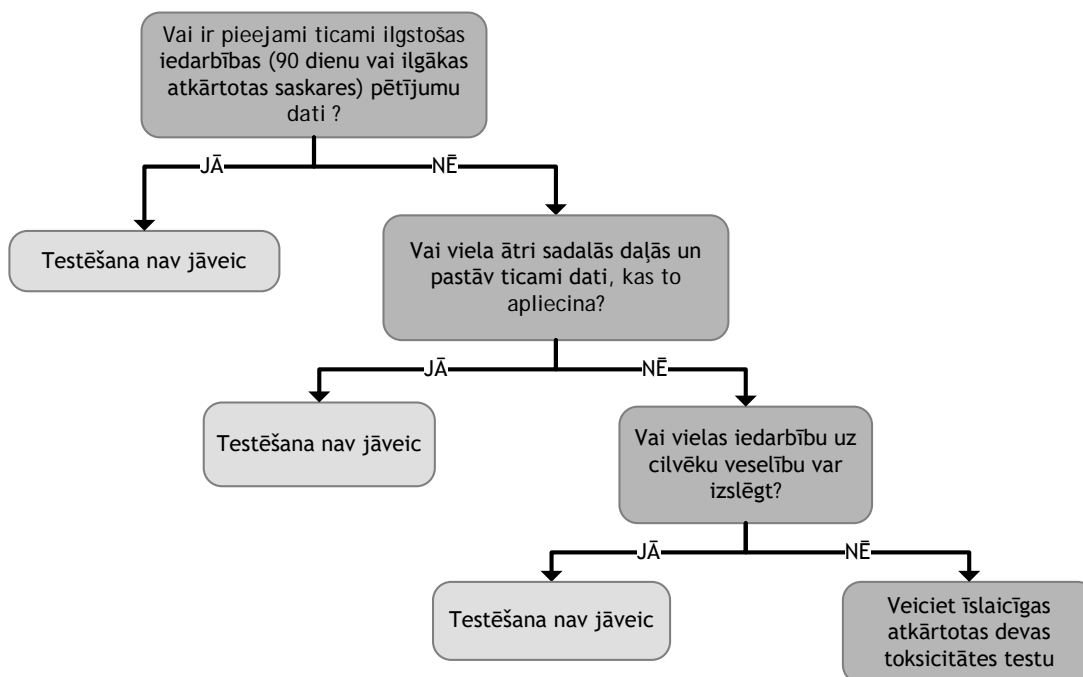 Vai ir pieejami ticami ilgstošas
iedarbības (90 dienu vai ilgākas
atkārtotas saskares) pētījumu
dati ?
JĀ
NĒ
Testēšana nav jāveic
Vai viela ātri sadalās daļās un
pastāv ticami dati, kas to
apliecina?
JĀ
NĒ
Testēšana nav jāveic
Vai vielas iedarbību uz
cilvēku veselību var
izslēgt?
JĀ
NĒ
Testēšana nav jāveic
Veiciet īslaicīgas
atkārtotas devas
toksicitātes testu